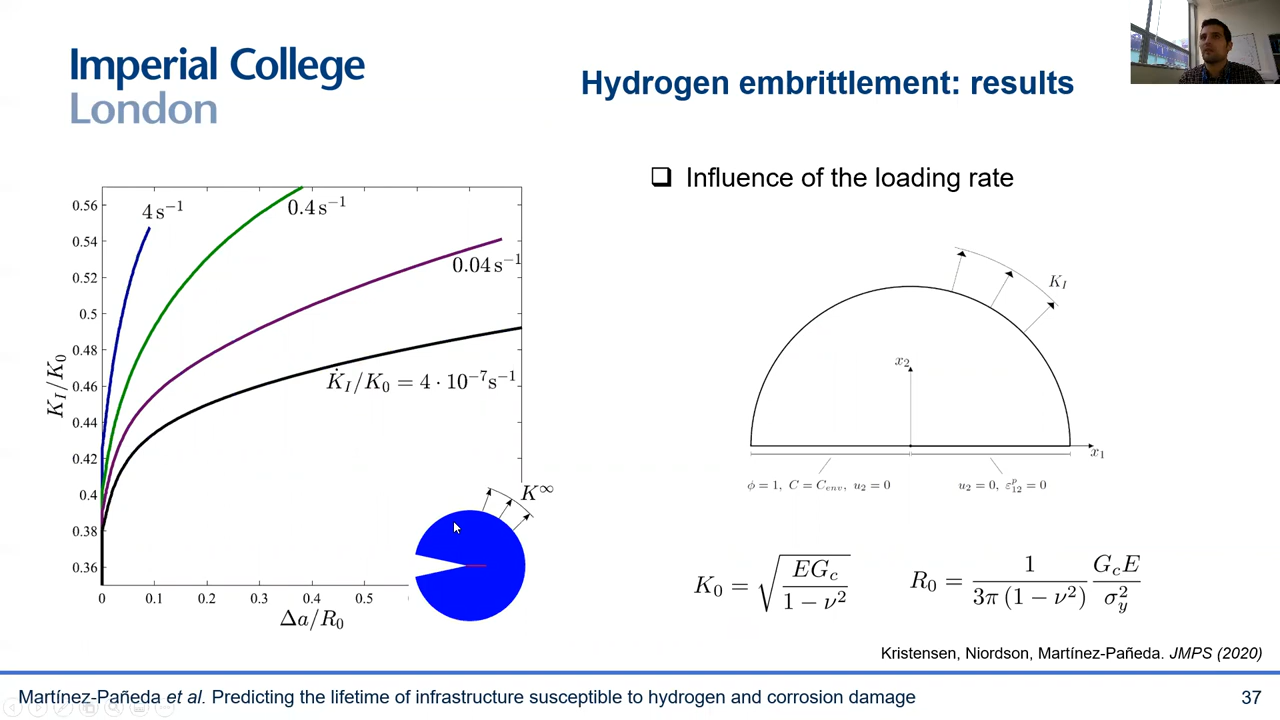 Imperial College
London
Hydrogen embrittlement: results
❑ Influence of the loading rate
0.56
0.54
0.52
0.5
0.48
0.46
0.44
0.42
0.4
0.38
0.36
K_I/K_0
4 s⁻¹
0.4 s⁻¹
0.04 s⁻¹
K̇_I/K_0 = 4 · 10⁻⁷s⁻¹
K^∞
0 0.1 0.2 0.3 0.4 0.5
Δa/R_0
K_I
x_2
x_1
ϕ = 1, C = C_env, u_2 = 0
u_2 = 0, ε^p_12 = 0
K_0 = √(EG_c / (1 − ν²))
R_0 = 1 / (3π (1 − ν²)) G_c E / σ_y²
Kristensen, Niordson, Martínez-Pañeda. JMPS (2020)
Martínez-Pañeda et al. Predicting the lifetime of infrastructure susceptible to hydrogen and corrosion damage
37